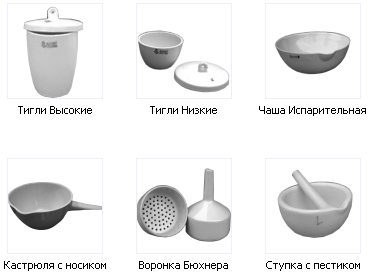 Тигли Высокие
Тигли Низкие
Чаша Испарительная
Кастрюля с носиком
Воронка Бюхнера
Ступка с пестиком